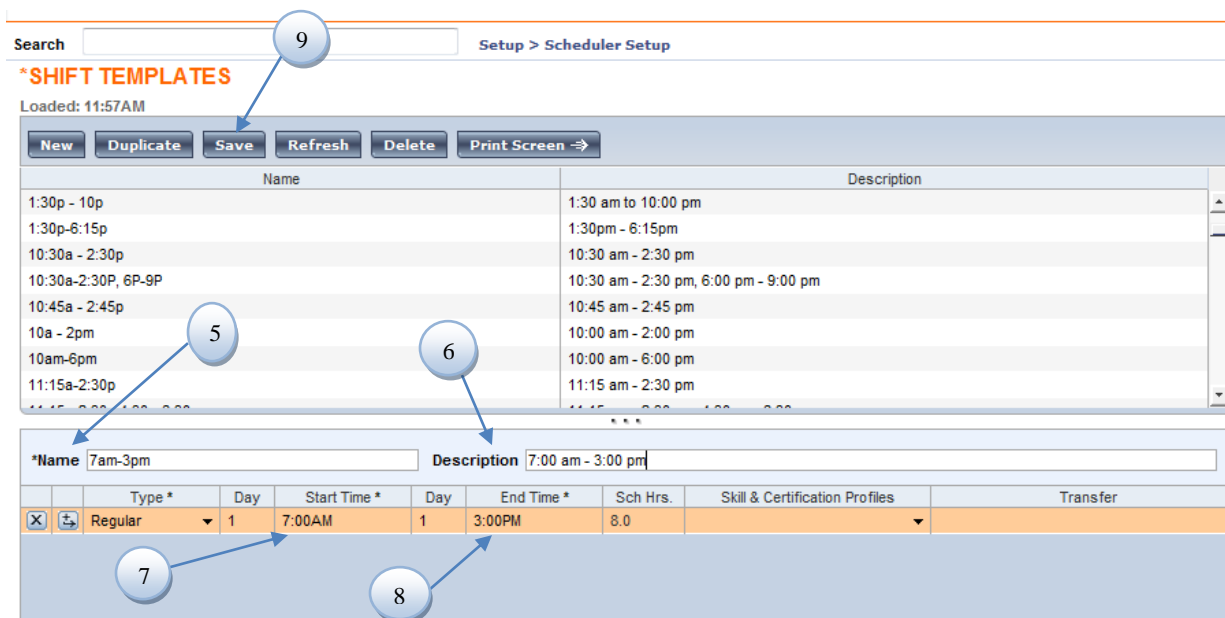 9
Search Setup > Scheduler Setup
*SHIFT TEMPLATES
Loaded: 11:57AM
New Duplicate Save Refresh Delete Print Screen
Name Description
1:30p - 10p 1:30 am to 10:00 pm
1:30p-6:15p 1:30pm - 6:15pm
10:30a - 2:30p 10:30 am - 2:30 pm
10:30a-2:30P, 6P-9P 10:30 am - 2:30 pm, 6:00 pm - 9:00 pm
10:45a - 2:45p 10:45 am - 2:45 pm
10a - 2pm 10:00 am - 2:00 pm
5
6
10am-6pm 10:00 am - 6:00 pm
11:15a-2:30p 11:15 am - 2:30 pm
*Name 7am-3pm Description 7:00 am - 3:00 pm
Type * Day Start Time * Day End Time * Sch Hrs. Skill & Certification Profiles Transfer
X Regular 1 7:00AM 1 3:00PM 8.0
7
8